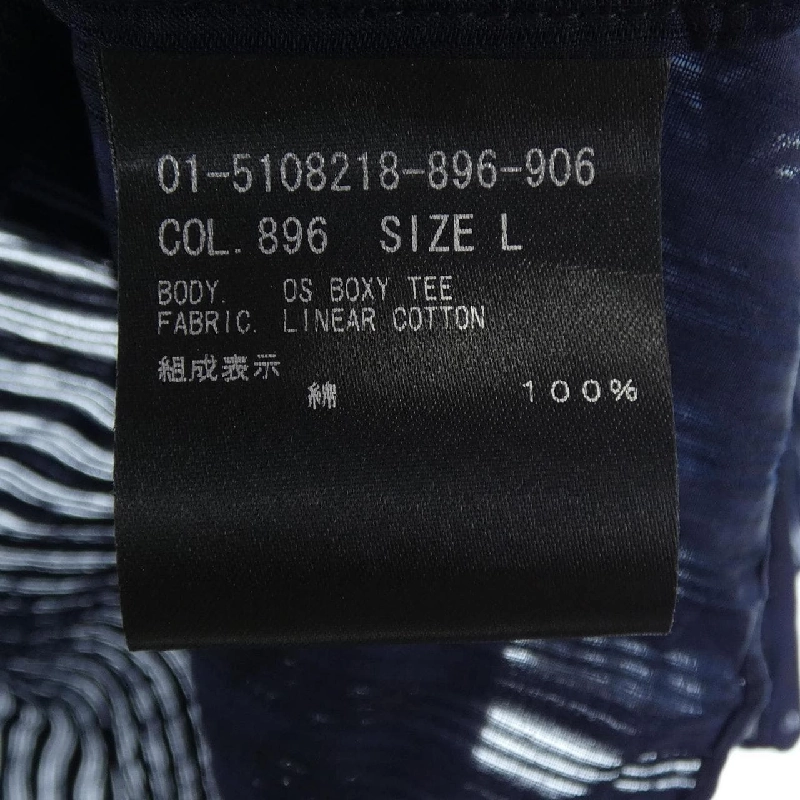 01-5108218-896-906
COL. 896 SIZE L
BODY. OS BOXY TEE
FABRIC. LINEAR COTTON
組成表示
綿 100%